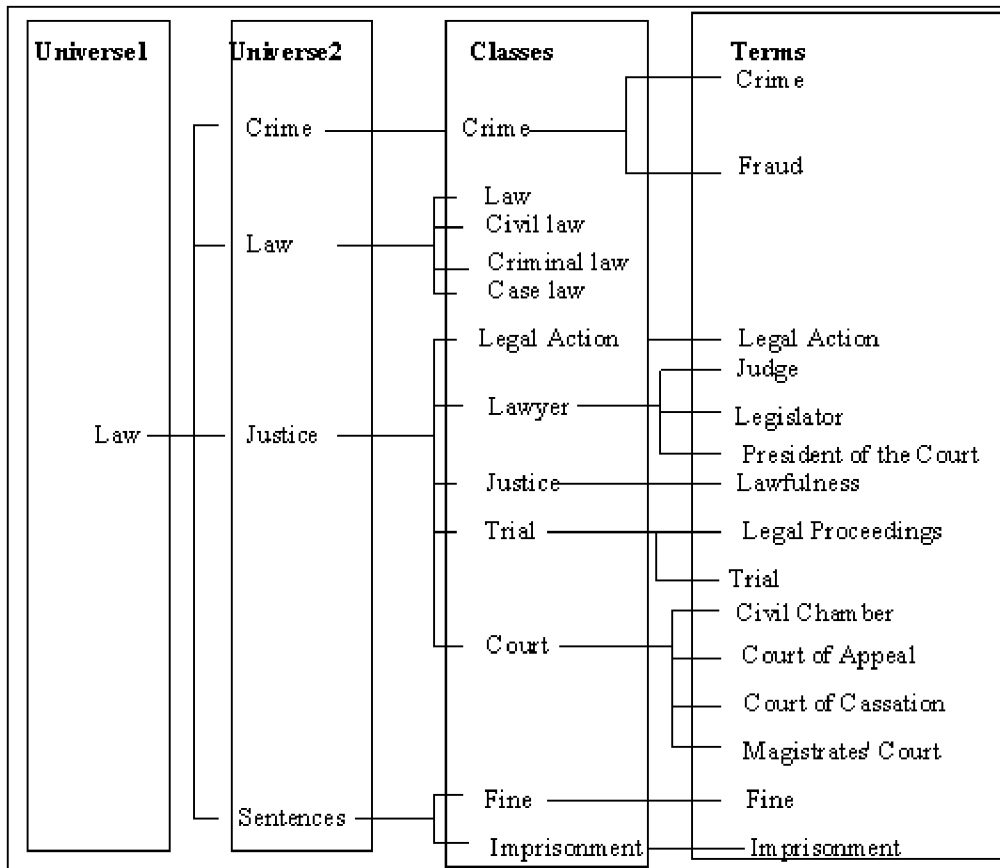 Universe1 Universe2 Classes Terms
Crime
Crime Crime
Fraud
Law
Civil law
Law
Criminal law
Case law
Legal Action Legal Action
Judge
Lawyer
Legislator
Law Justice
President of the Court
Justice Lawfulness
Trial Legal Proceedings
Trial
Civil Chamber
Court
Court of Appeal
Court of Cassation
Magistrates' Court
Fine Fine
Sentences
Imprisonment Imprisonment